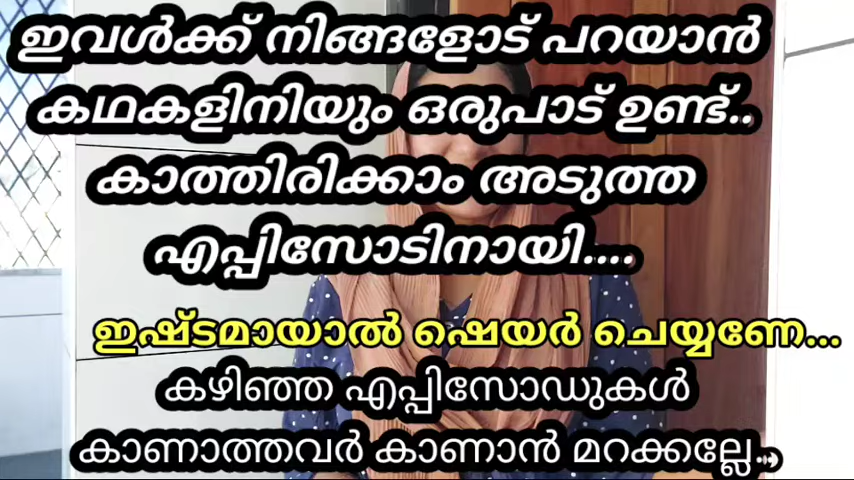 ഇവൾക്ക് നിങ്ങളോട് പറയാൻ
കഥകളിനിയും ഒരുപാട് ഉണ്ട്..
കാത്തിരിക്കാം അടുത്ത
എപ്പിസോടിനായി....
ഇഷ്ടമായാൽ ഷെയർ ചെയ്യണേ...
കഴിഞ്ഞ എപ്പിസോഡുകൾ
കാണാത്തവർ കാണാൻ മറക്കല്ലേ..